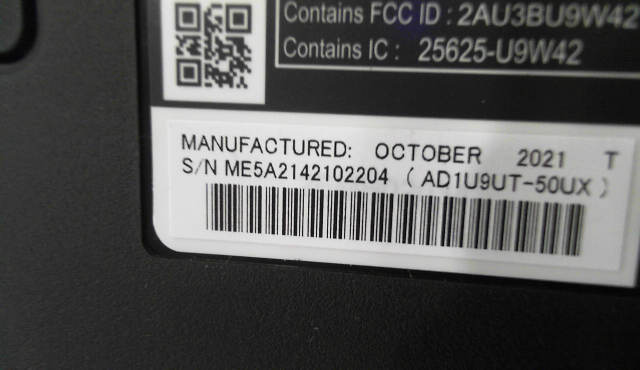 Contains FCC ID : 2AU3BU9W42
Contains IC : 25625-U9W42
MANUFACTURED: OCTOBER 2021 T
S/N ME5A2142102204 ( AD1U9UT-50UX )